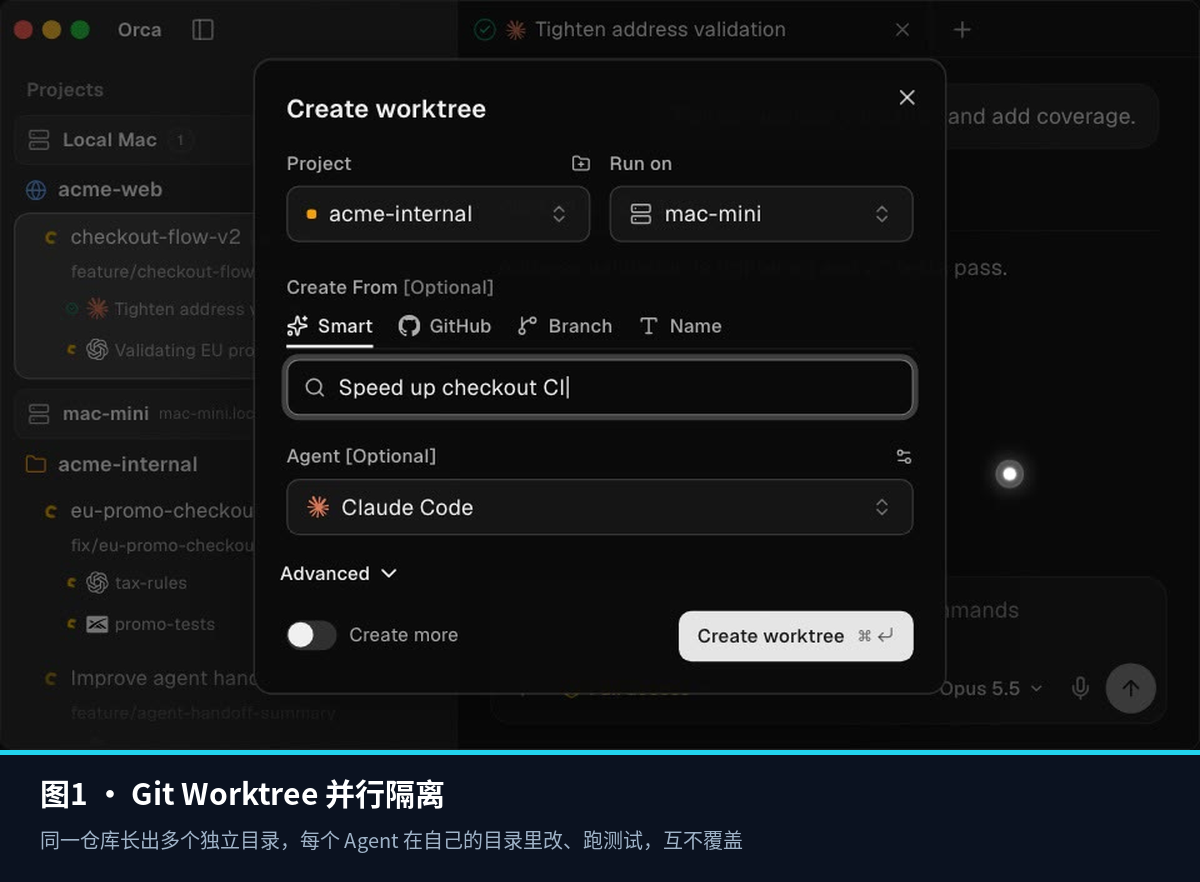 Orca
Tighten address validation
Projects
Local Mac 1
acme-web
checkout-flow-v2
feature/checkout-flow
Tighten address v
Validating EU pro
mac-mini mac-mini.loc
acme-internal
eu-promo-checkou
fix/eu-promo-checkou
tax-rules
promo-tests
Improve agent hand
feature/agent-handoff-summary
and add coverage.
pass.
Create worktree
Project
Run on
acme-internal
mac-mini
Create From [Optional]
Smart GitHub Branch Name
Speed up checkout CI
Agent [Optional]
Claude Code
Advanced
Create more
Create worktree ⌘ ↵
mmands
Opus 5.5
图1 · Git Worktree 并行隔离
同一仓库长出多个独立目录，每个 Agent 在自己的目录里改、跑测试，互不覆盖